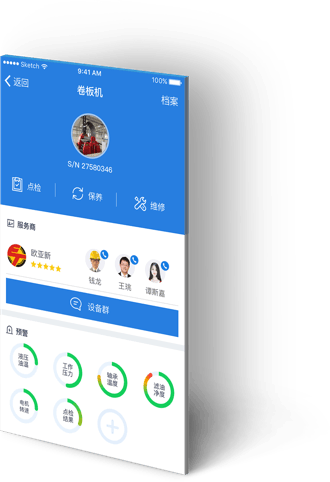 Sketch
9:41 AM
100%
返回
卷板机
档案
S/N 27580346
点检
保养
维修
服务商
欧亚新
钱龙
王瑞
谭斯嘉
设备群
预警
液压
油温
工作
压力
轴承
温度
滤油
净度
电机
频谱
点检
结果